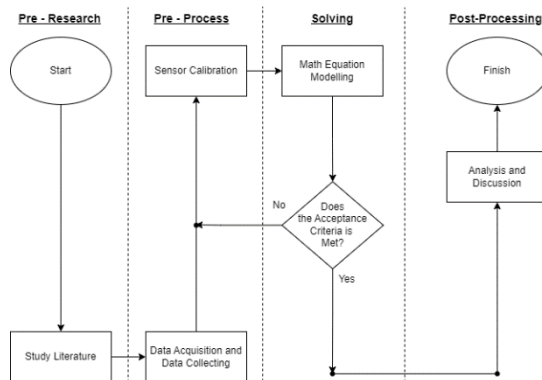 Pre - Research
Pre - Process
Solving
Post-Processing
Start
Sensor Calibration
Math Equation
Modelling
Finish
Analysis and
Discussion
No
Does
the Acceptance
Criteria is
Met?
Yes
Study Literature
Data Acquisition and
Data Collecting